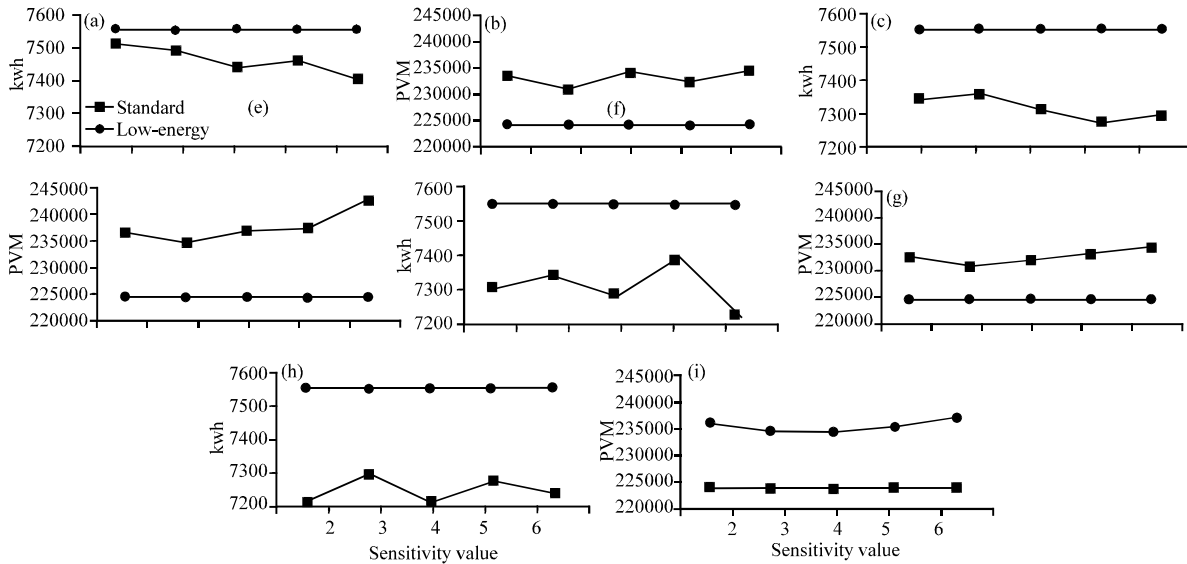 (a)
7600
7500
7400
7300
7200
kwh
Standard
Low-energy
(e)
(b)
245000
240000
235000
230000
225000
220000
PVM
(f)
(c)
7600
7500
7400
7300
7200
kwh
245000
240000
235000
230000
225000
220000
PVM
7600
7500
7400
7300
7200
kwh
(g)
245000
240000
235000
230000
225000
220000
PVM
(h)
7600
7500
7400
7300
7200
kwh
2 3 4 5 6
Sensitivity value
(i)
245000
240000
235000
230000
225000
220000
PVM
2 3 4 5 6
Sensitivity value